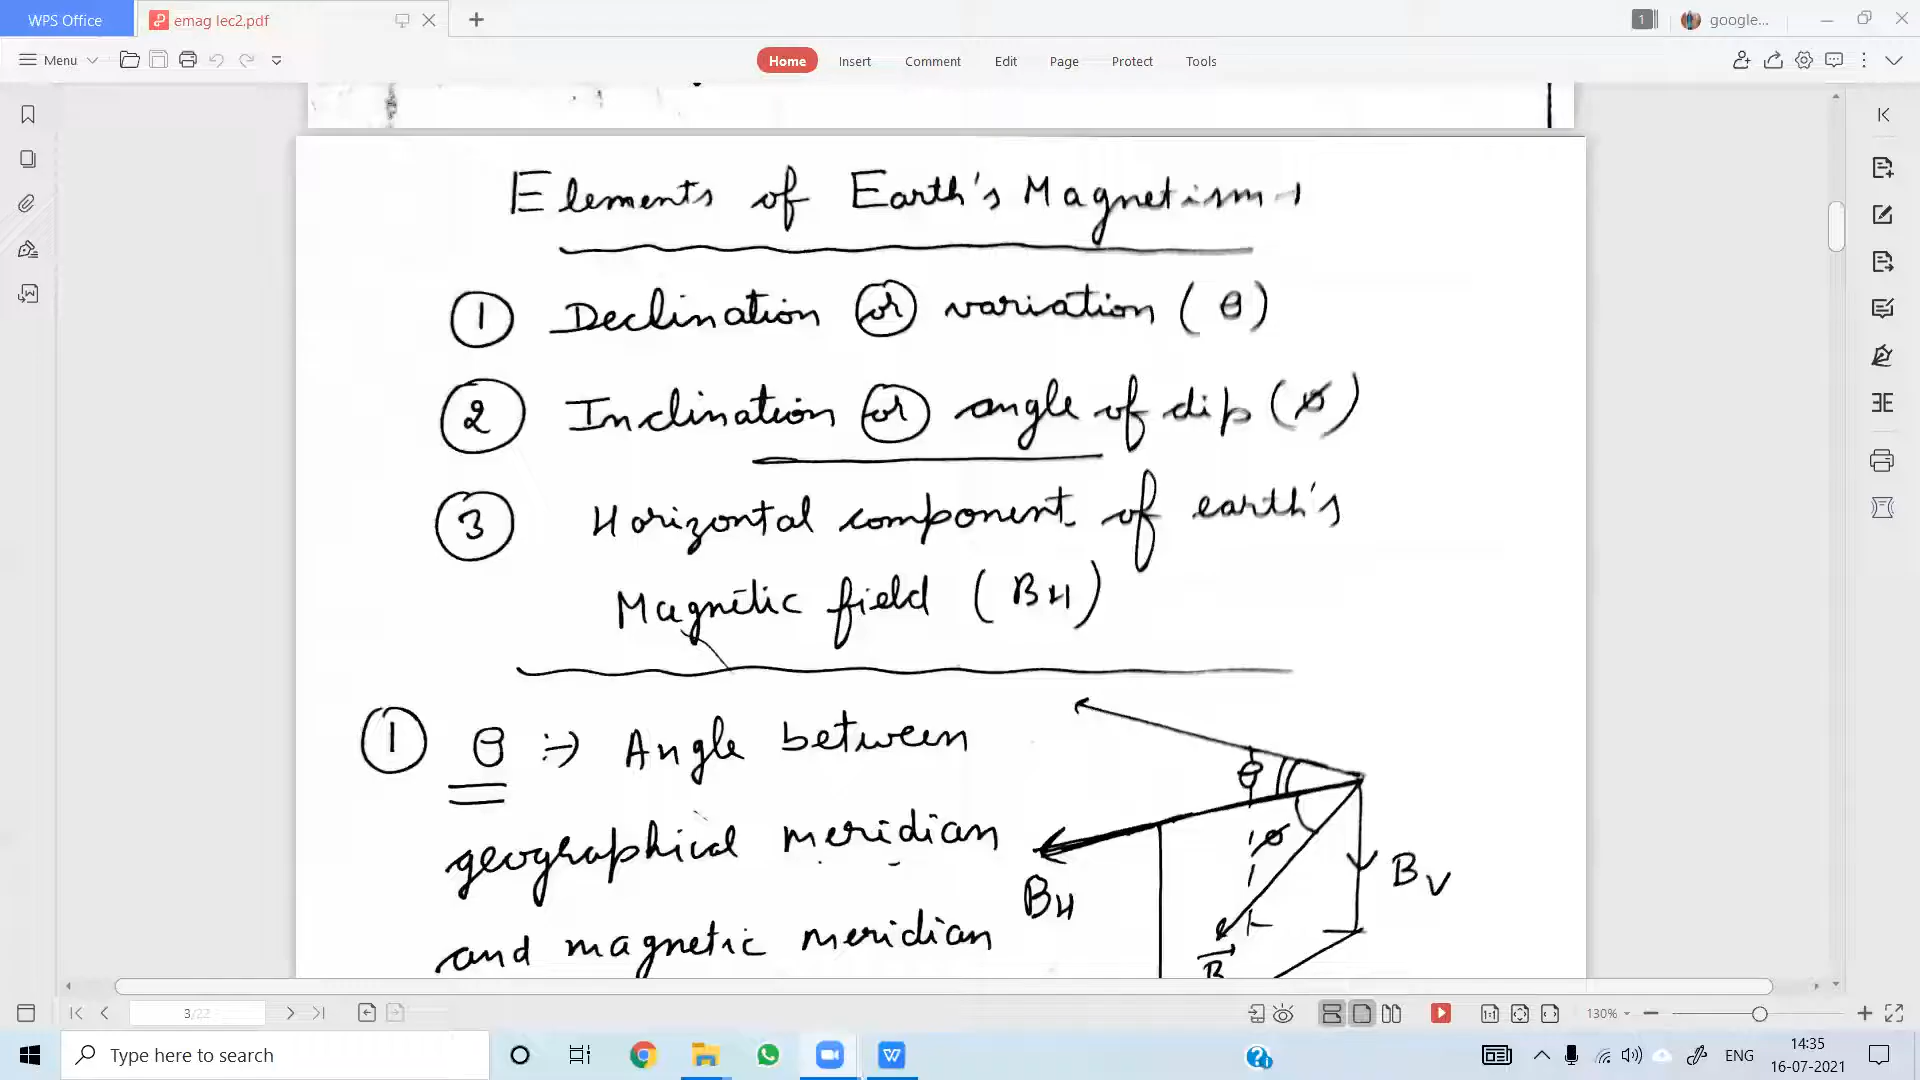 WPS Office
emag lec2.pdf
1
google...
Menu
Home
Insert
Comment
Edit
Page
Protect
Tools
Elements of Earth's Magnetism
1 Declination or variation (θ)
2 Inclination or angle of dip (ø)
3 Horizontal component of earth's
Magnetic field (BH)
1 θ :→ Angle between
geographical meridian
and magnetic meridian
θ
ø
BH
BV
B
3/22
130%
Type here to search
ENG
14:35
16-07-2021